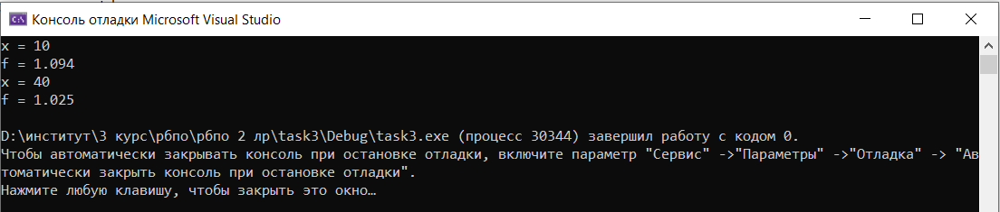 Консоль отладки Microsoft Visual Studio
x = 10
f = 1.094
x = 40
f = 1.025
D:\институт\3 курс\рбпо\рбпо 2 лр\task3\Debug\task3.exe (процесс 30344) завершил работу с кодом 0.
Чтобы автоматически закрывать консоль при остановке отладки, включите параметр "Сервис" ->"Параметры" ->"Отладка" -> "Ав
томатически закрыть консоль при остановке отладки".
Нажмите любую клавишу, чтобы закрыть это окно…